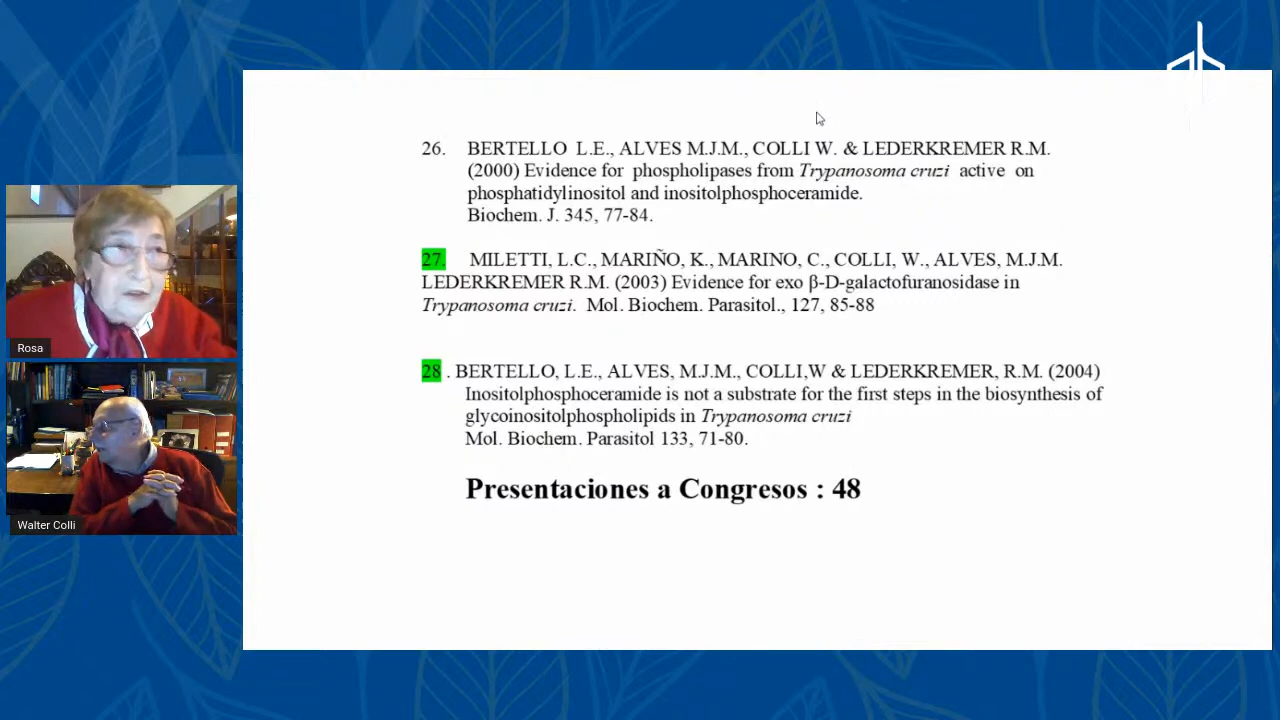 26. BERTELLO L.E., ALVES M.J.M., COLLI W. & LEDERKREMER R.M.
(2000) Evidence for phospholipases from Trypanosoma cruzi active on
phosphatidylinositol and inositolphosphoceramide.
Biochem. J. 345, 77-84.
27. MILETTI, L.C., MARIÑO, K., MARINO, C., COLLI, W., ALVES, M.J.M.
LEDERKREMER R.M. (2003) Evidence for exo β-D-galactofuranosidase in
Trypanosoma cruzi. Mol. Biochem. Parasitol., 127, 85-88
28 . BERTELLO, L.E., ALVES, M.J.M., COLLI,W & LEDERKREMER, R.M. (2004)
Inositolphosphoceramide is not a substrate for the first steps in the biosynthesis of
glycoinositolphospholipids in Trypanosoma cruzi
Mol. Biochem. Parasitol 133, 71-80.
Presentaciones a Congresos : 48
Rosa
Walter Colli